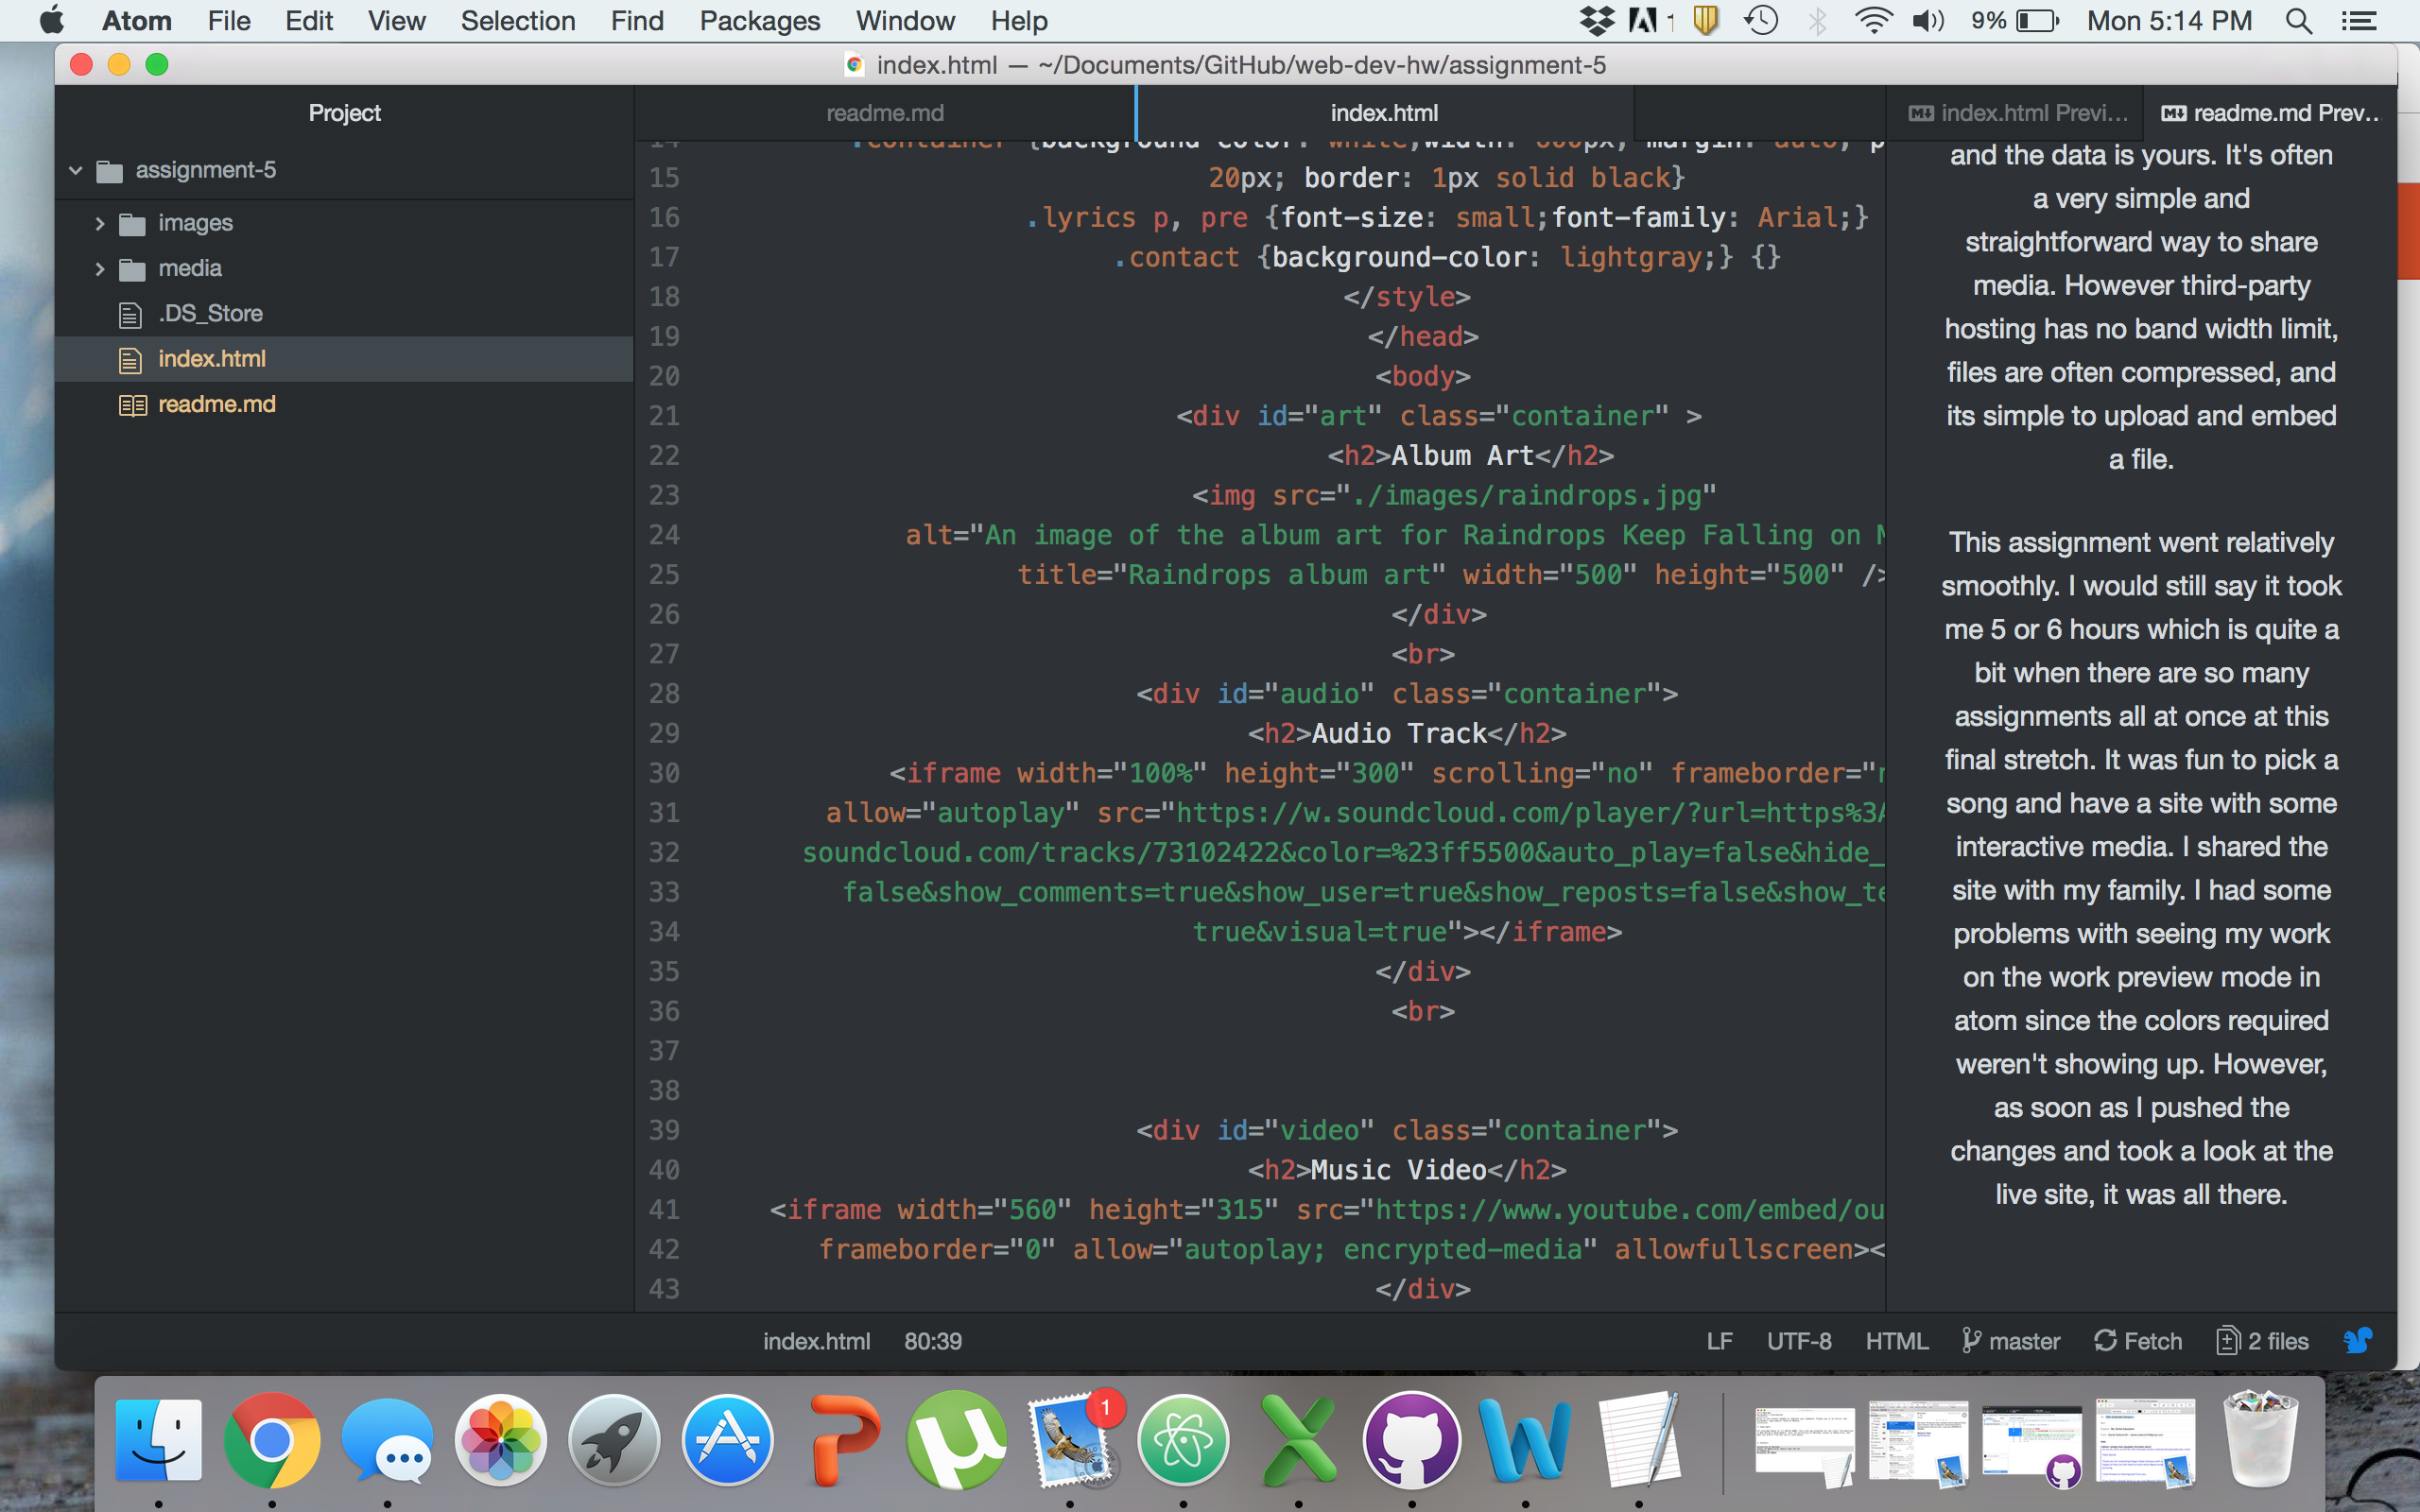 Atom File Edit View Selection Find Packages Window Help 9% Mon 5:14 PM
index.html — ~/Documents/GitHub/web-dev-hw/assignment-5
Project
assignment-5
images
media
.DS_Store
index.html
readme.md
readme.md index.html
15 20px; border: 1px solid black}
16 .lyrics p, pre {font-size: small;font-family: Arial;}
17 .contact {background-color: lightgray;} {}
18 </style>
19 </head>
20 <body>
21 <div id="art" class="container" >
22 <h2>Album Art</h2>
23 <img src="./images/raindrops.jpg"
24 alt="An image of the album art for Raindrops Keep Falling on
25 title="Raindrops album art" width="500" height="500" />
26 </div>
27 <br>
28 <div id="audio" class="container">
29 <h2>Audio Track</h2>
30 <iframe width="100%" height="300" scrolling="no" frameborder="
31 allow="autoplay" src="https://w.soundcloud.com/player/?url=https%3A
32 soundcloud.com/tracks/73102422&color=%23ff5500&auto_play=false&hide_
33 false&show_comments=true&show_user=true&show_reposts=false&show_te
34 true&visual=true"></iframe>
35 </div>
36 <br>
37
38
39 <div id="video" class="container">
40 <h2>Music Video</h2>
41 <iframe width="560" height="315" src="https://www.youtube.com/embed/ou
42 frameborder="0" allow="autoplay; encrypted-media" allowfullscreen><
43 </div>
index.html Previ... readme.md Prev...
and the data is yours. It's often
a very simple and
straightforward way to share
media. However third-party
hosting has no band width limit,
files are often compressed, and
its simple to upload and embed
a file.
This assignment went relatively
smoothly. I would still say it took
me 5 or 6 hours which is quite a
bit when there are so many
assignments all at once at this
final stretch. It was fun to pick a
song and have a site with some
interactive media. I shared the
site with my family. I had some
problems with seeing my work
on the work preview mode in
atom since the colors required
weren't showing up. However,
as soon as I pushed the
changes and took a look at the
live site, it was all there.
index.html 80:39 LF UTF-8 HTML master Fetch 2 files
1